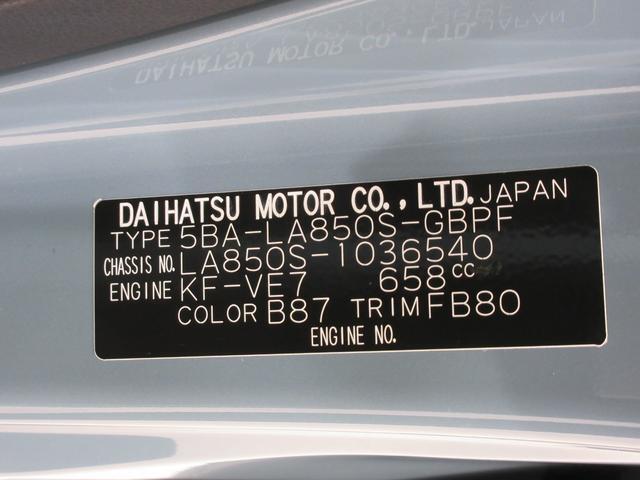 DAIHATSU MOTOR CO., LTD. JAPAN
TYPE 5BA-LA850S-GBPF
CHASSIS NO. LA850S-1036540
ENGINE KF-VE7 658cc
COLOR B87 TRIM FB80
ENGINE NO.